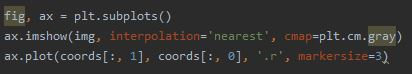 fig, ax = plt.subplots()
ax.imshow(img, interpolation='nearest', cmap=plt.cm.gray)
ax.plot(coords[:, 1], coords[:, 0], '.r', markersize=3)